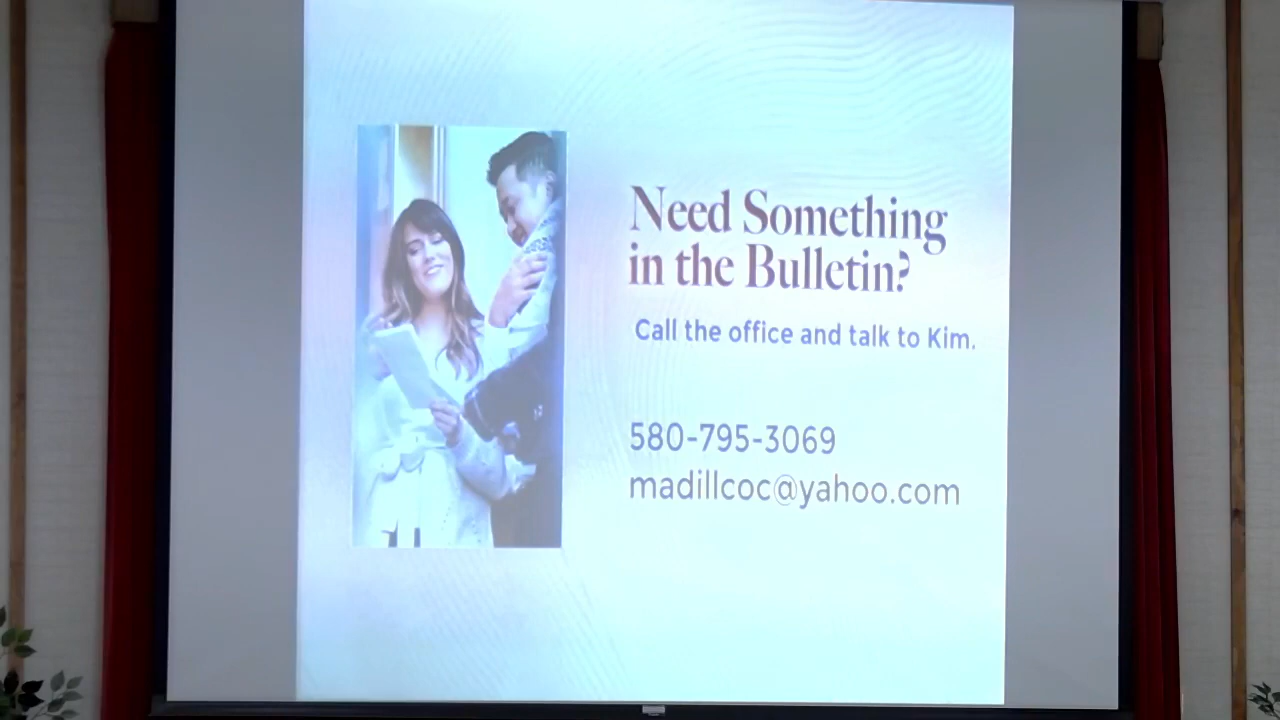 Need Something
in the Bulletin?
Call the office and talk to Kim.
580-795-3069
madillcoc@yahoo.com